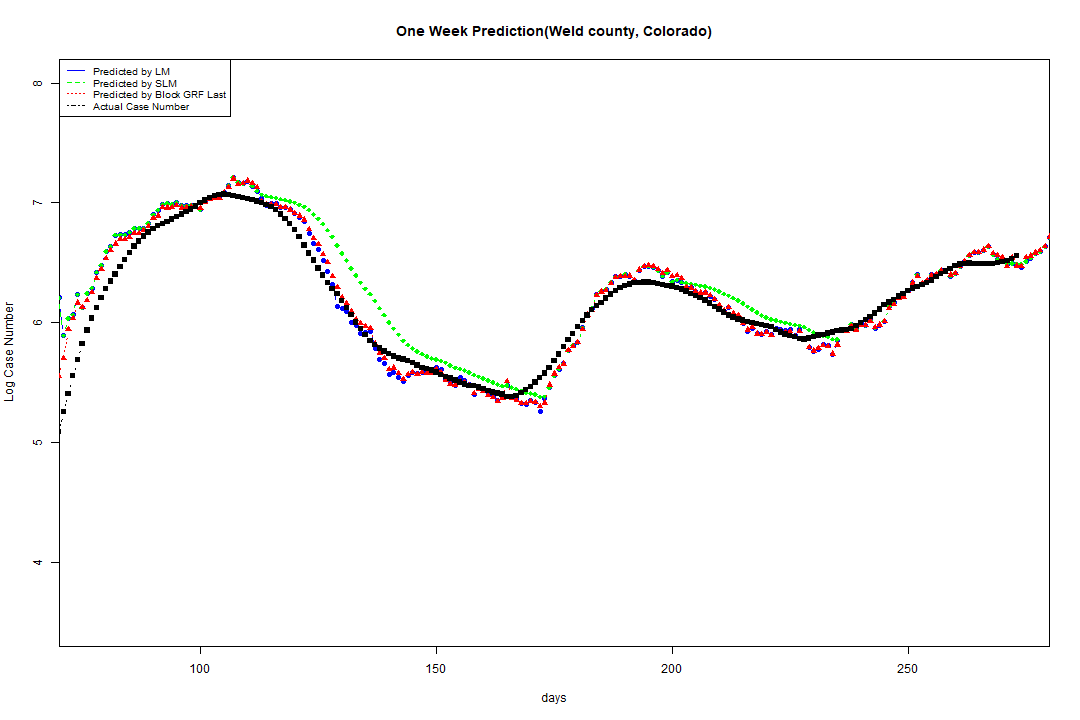 One Week Prediction(Weld county, Colorado)
Predicted by LM
Predicted by SLM
Predicted by Block GRF Last
Actual Case Number
8
7
6
5
4
Log Case Number
100 150 200 250
days